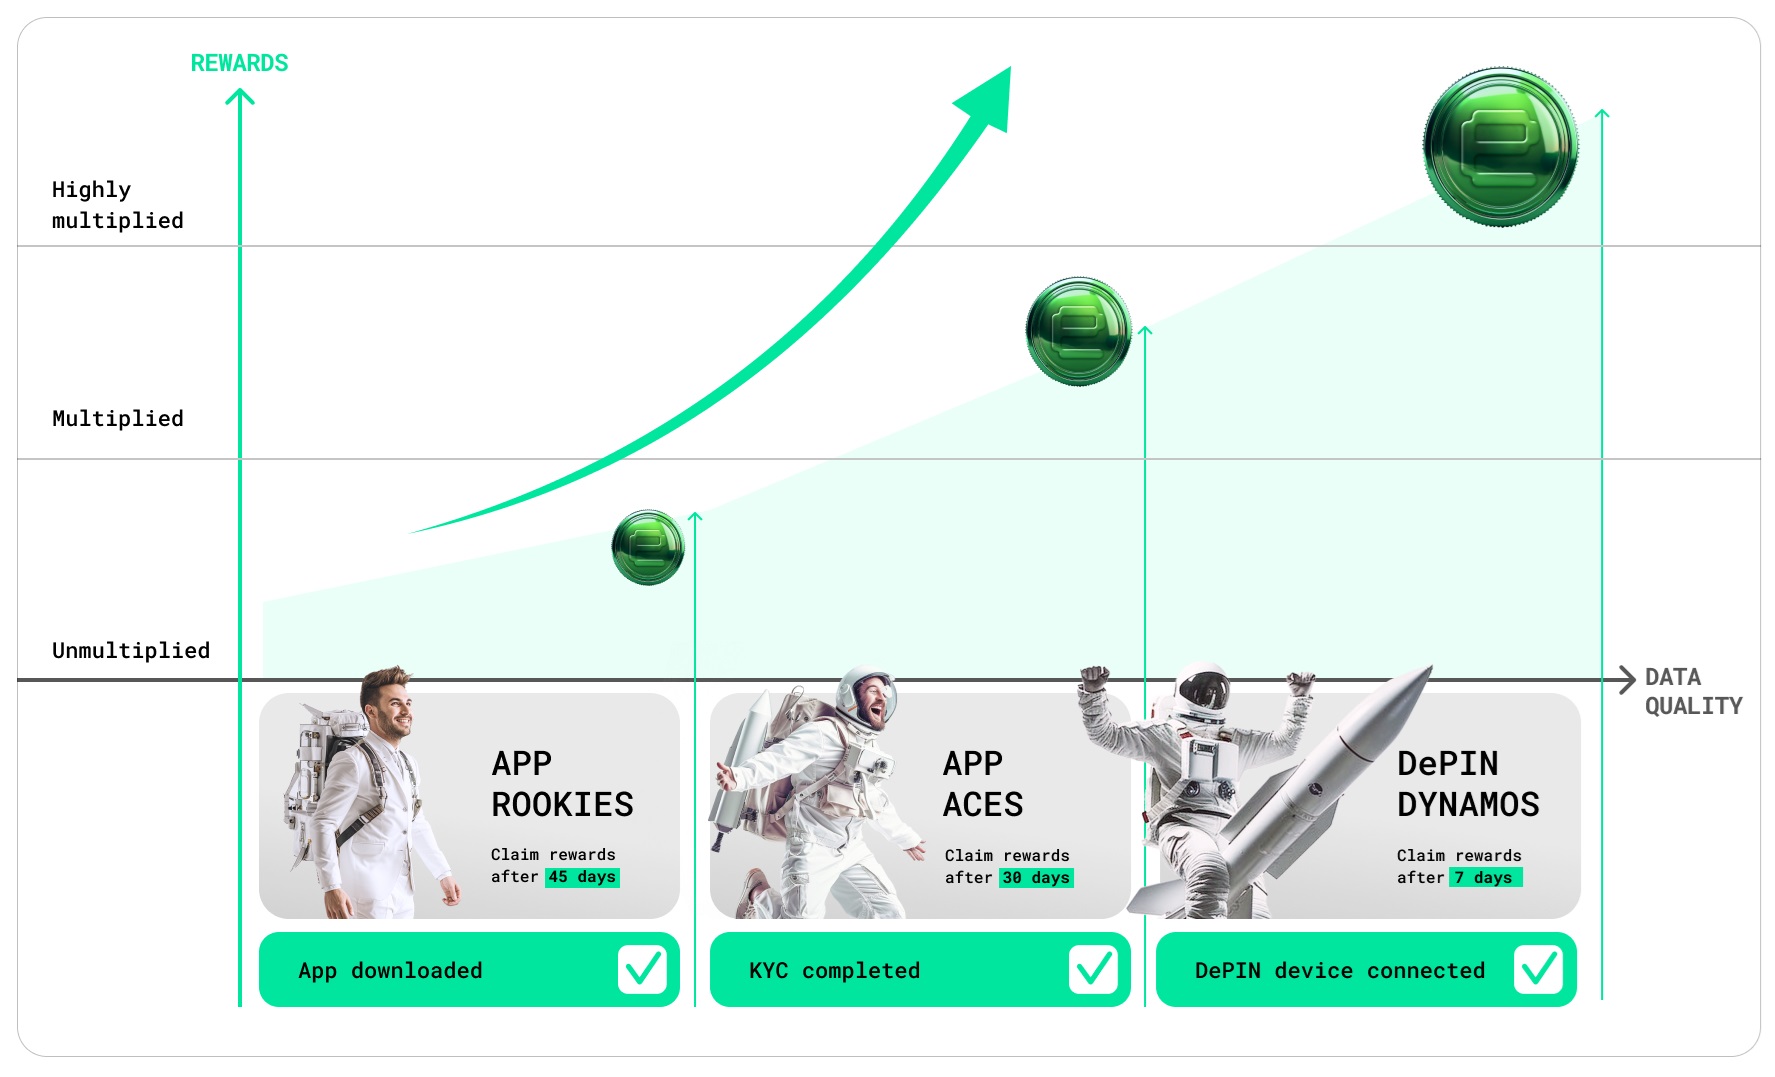 REWARDS
Highly
multiplied
Multiplied
Unmultiplied
DATA
QUALITY
APP
ROOKIES
Claim rewards
after 45 days
APP
ACES
Claim rewards
after 30 days
DePIN
DYNAMOS
Claim rewards
after 7 days
App downloaded
KYC completed
DePIN device connected